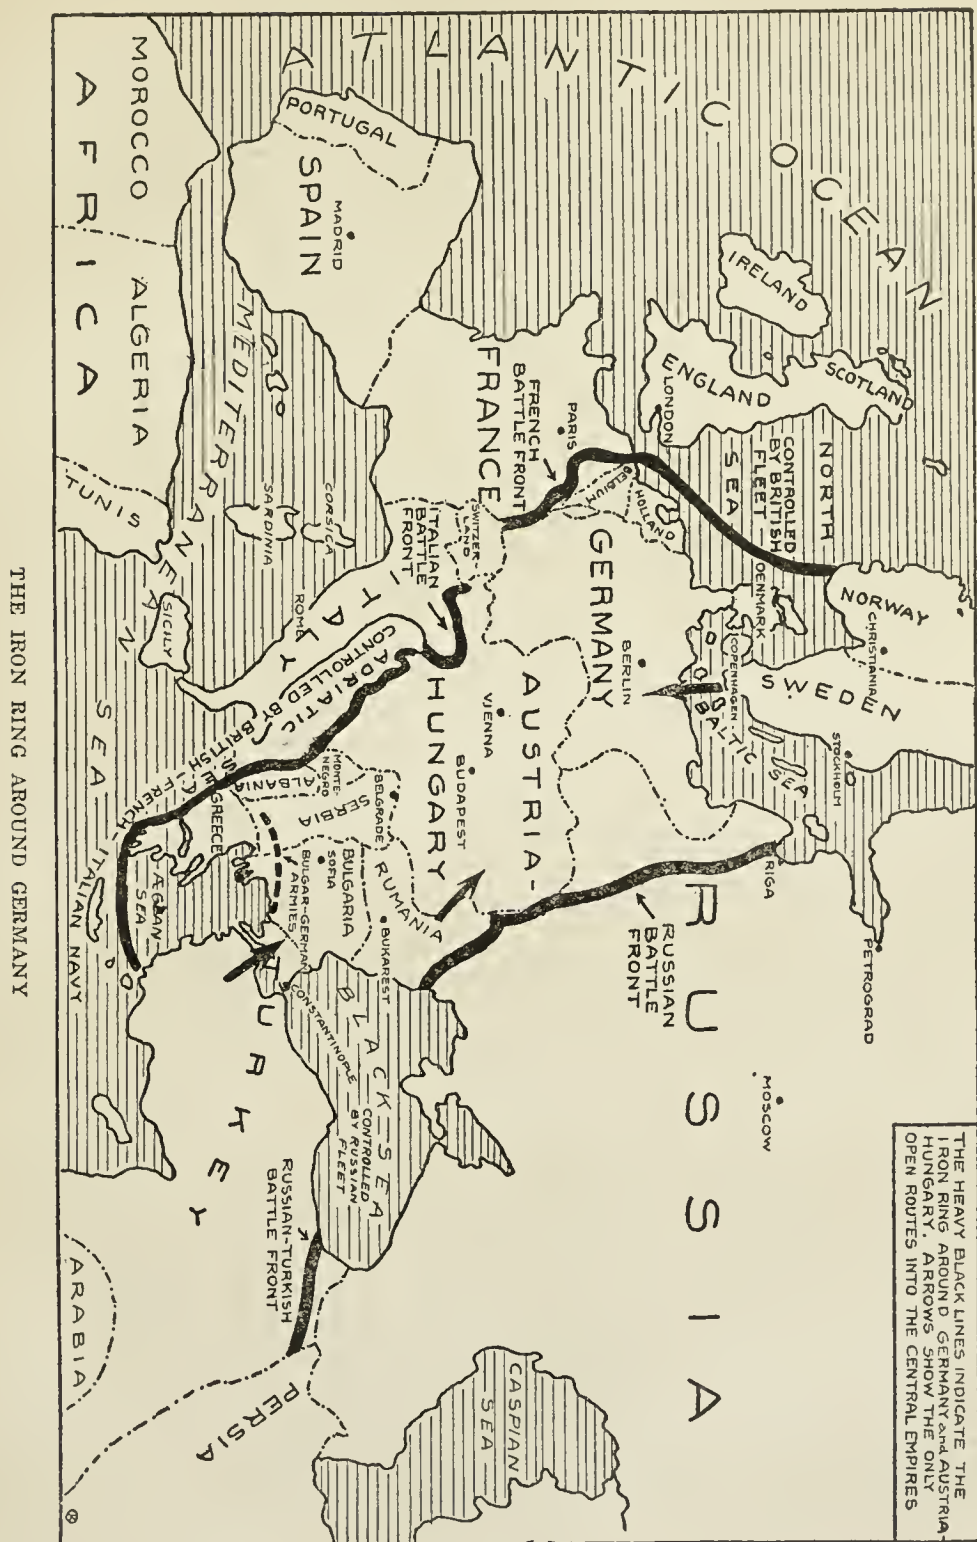 THE HEAVY BLACK LINES INDICATE THE
IRON RING AROUND GERMANY and AUSTRIA-
HUNGARY. ARROWS SHOW THE ONLY
OPEN ROUTES INTO THE CENTRAL EMPIRES
ATLANTIC OCEAN
IRELAND
SCOTLAND
ENGLAND
LONDON
NORTH
SEA
CONTROLLED
BY BRITISH
FLEET
NORWAY
CHRISTIANIA
SWEDEN
STOCKHOLM
DENMARK
COPENHAGEN
BALTIC SEA
PETROGRAD
RIGA
MOSCOW
RUSSIA
RUSSIAN
BATTLE
FRONT
HOLLAND
BELGIUM
GERMANY
BERLIN
PARIS
FRENCH
BATTLE FRONT
FRANCE
SWITZER-
LAND
AUSTRIA-
HUNGARY
VIENNA
BUDAPEST
ITALIAN
BATTLE
FRONT
ITALY
ROME
ADRIATIC
CONTROLLED BY BRITISH
FRENCH
ITALIAN NAVY
SEA
MONTE-
NEGRO
ALBANIA
SERBIA
BELGRADE
RUMANIA
BUKAREST
BULGARIA
SOFIA
BULGAR-GERMAN
ARMIES
GREECE
ÆGEAN
SEA
CONSTANTINOPLE
BLACK SEA
CONTROLLED
BY RUSSIAN
FLEET
TURKEY
RUSSIAN-TURKISH
BATTLE FRONT
CASPIAN
SEA
PERSIA
ARABIA
PORTUGAL
SPAIN
MADRID
CORSICA
SARDINIA
SICILY
MEDITERRANEAN
SEA
MOROCCO
ALGERIA
TUNIS
AFRICA
THE IRON RING AROUND GERMANY